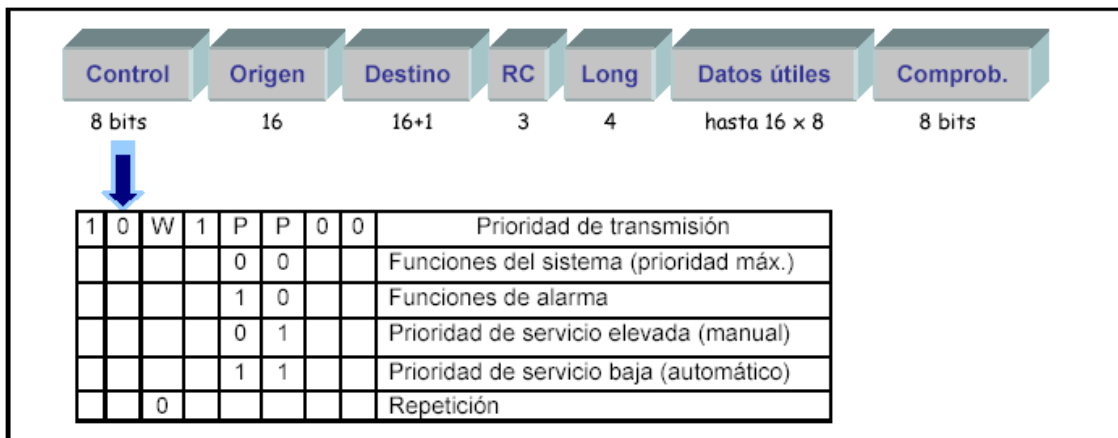 Control Origen Destino RC Long Datos útiles Comprob.
8 bits 16 16+1 3 4 hasta 16 x 8 8 bits
1 0 W 1 P P 0 0 Prioridad de transmisión
0 0 Funciones del sistema (prioridad máx.)
1 0 Funciones de alarma
0 1 Prioridad de servicio elevada (manual)
1 1 Prioridad de servicio baja (automático)
0 Repetición